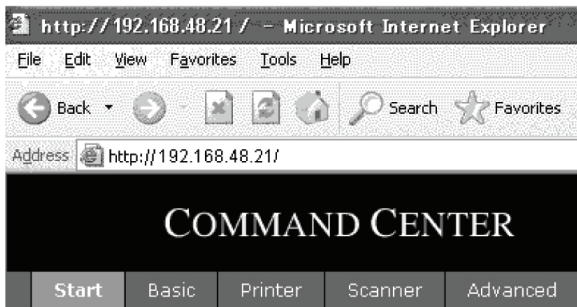 http://192.168.48.21/ - Microsoft Internet Explorer
File Edit View Favorites Tools Help
Back Search Favorites
Address http://192.168.48.21/
COMMAND CENTER
Start Basic Printer Scanner Advanced